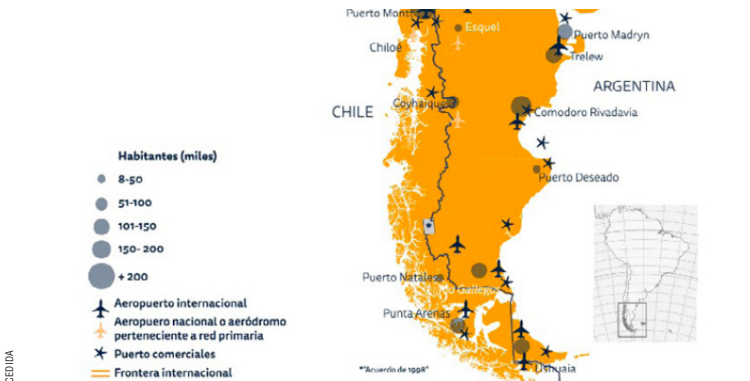 Puerto Montt
Esquel
Puerto Madryn
Chiloé
Trelew
ARGENTINA
Coyhaique
CHILE
Comodoro Rivadavia
Habitantes (miles)
8-50
Puerto Deseado
51-100
101-150
150- 200
+ 200
Puerto Natales
Río Gallegos
Aeropuerto internacional
Punta Arenas
Aeropuero nacional o aeródromo
perteneciente a red primaria
Puerto comerciales
*"Acuerdo de 1998"
Ushuaia
Frontera internacional
CEDIDA